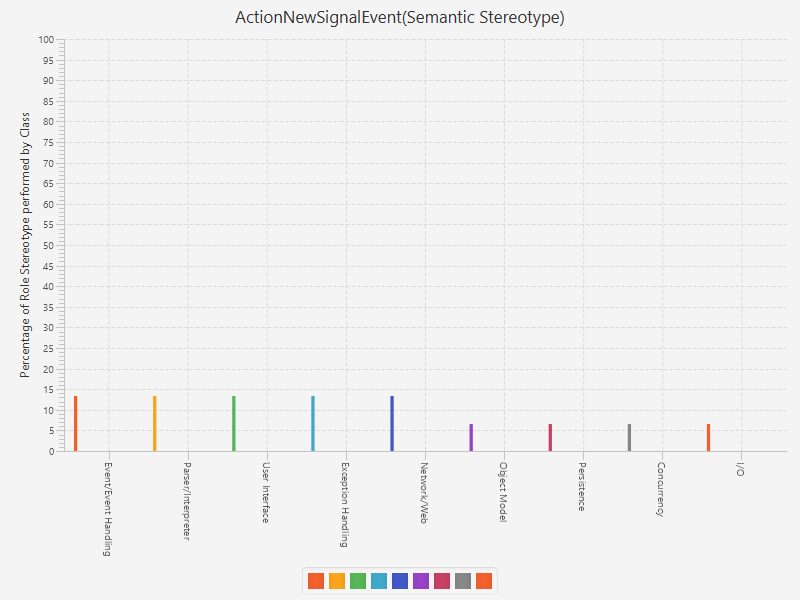 ActionNewSignalEvent(Semantic Stereotype)
Percentage of Role Stereotype performed by Class
100
95
90
85
80
75
70
65
60
55
50
45
40
35
30
25
20
15
10
5
0
Event/Event Handling
Parser/Interpreter
User Interface
Exception Handling
Network/Web
Object Model
Persistence
Concurrency
I/O